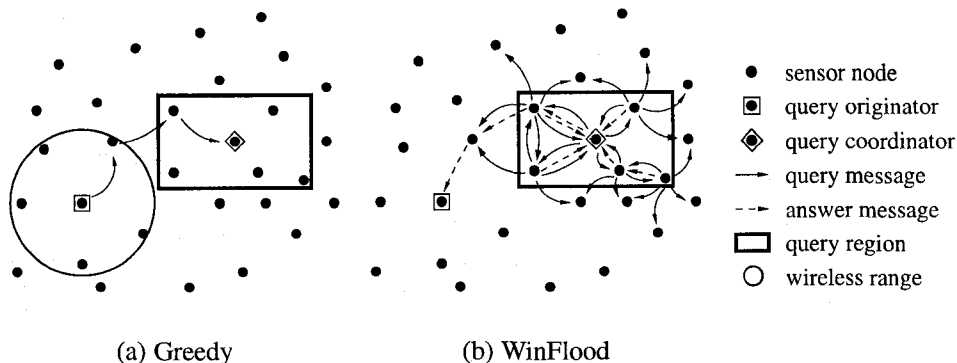 sensor node
query originator
query coordinator
query message
answer message
query region
wireless range
(a) Greedy
(b) WinFlood